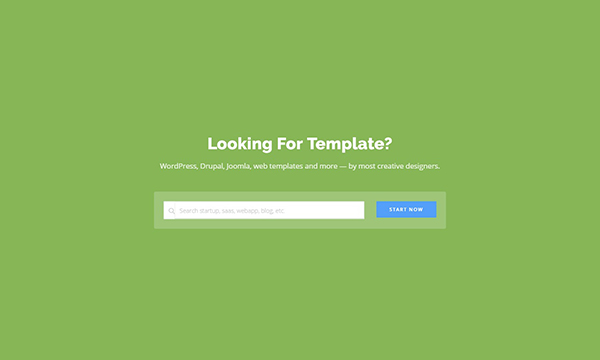 Looking For Template?
WordPress, Drupal, Joomla, web templates and more — by most creative designers.
Search startup, saas, webapp, blog, etc.
START NOW